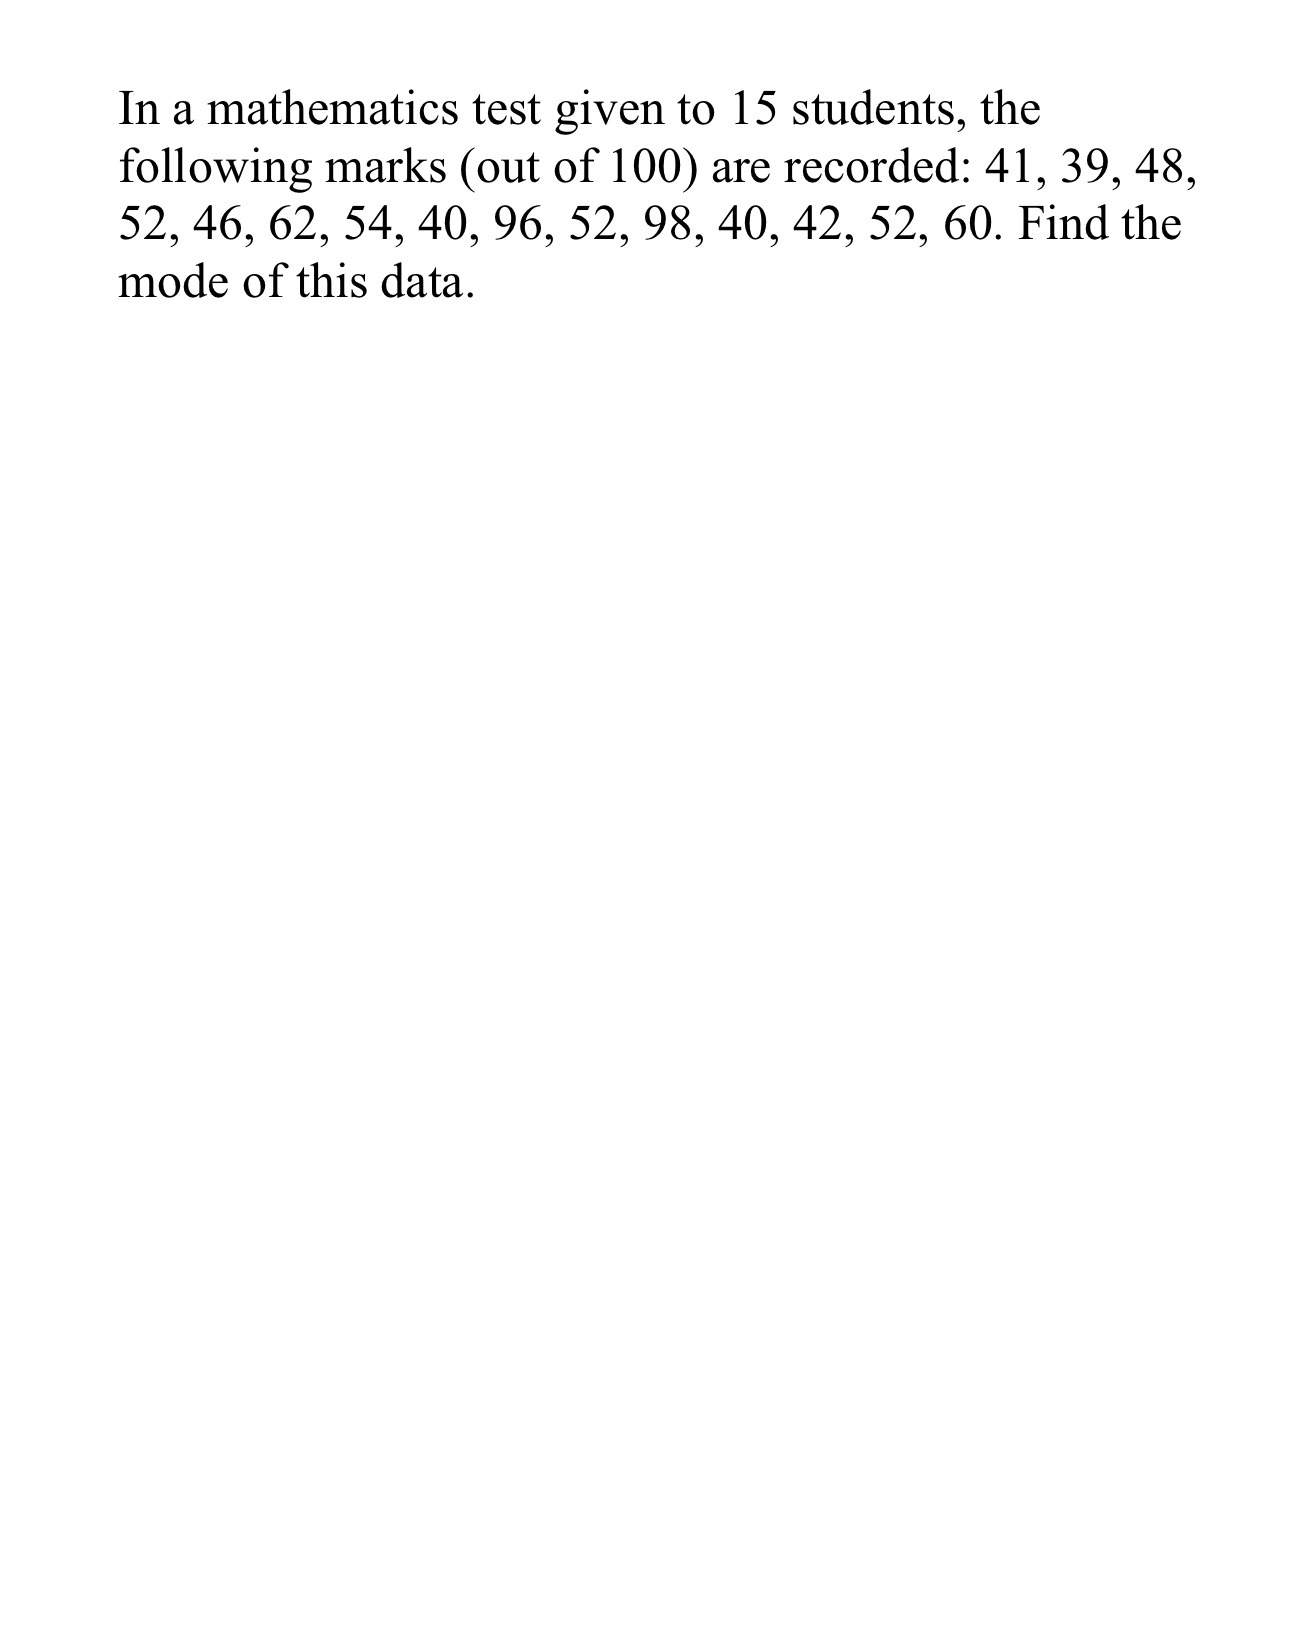 In a mathematics test given to 15 students, the
following marks (out of 100) are recorded: 41, 39, 48,
52, 46, 62, 54, 40, 96, 52, 98, 40, 42, 52, 60. Find the
mode of this data.